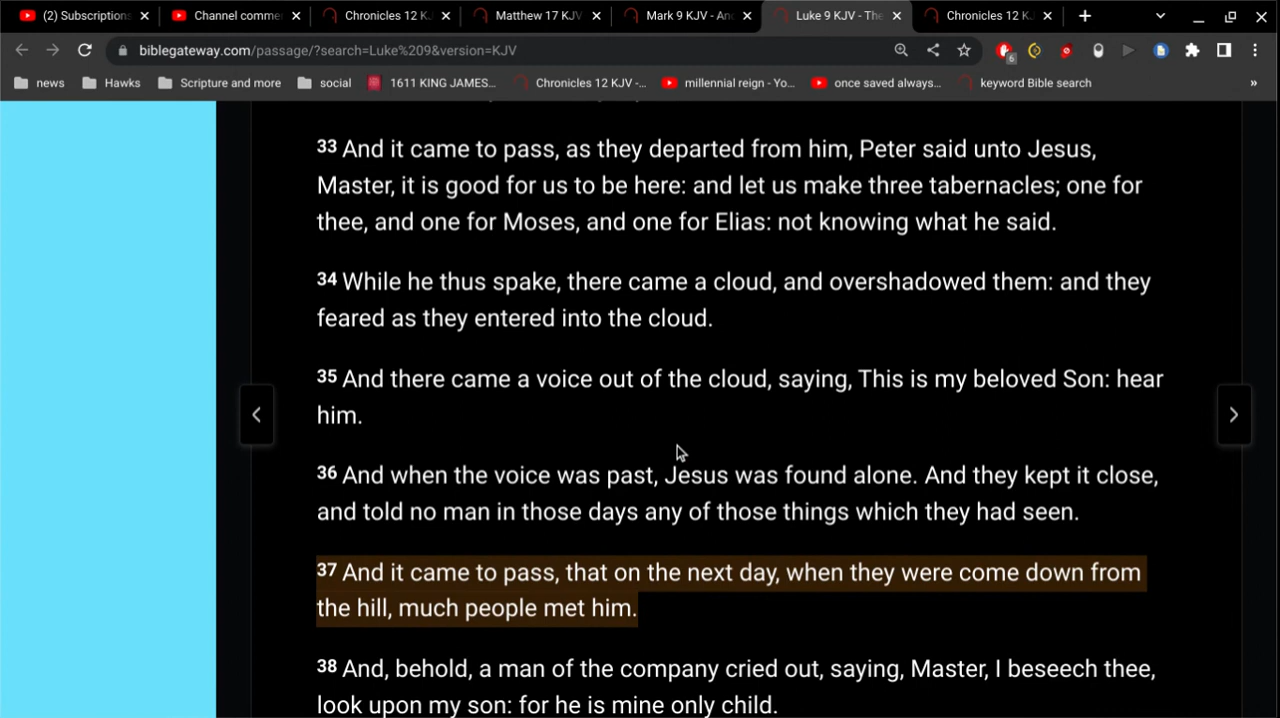 (2) Subscriptions
Channel comme
Chronicles 12 K
Matthew 17 KJV
Mark 9 KJV - An
Luke 9 KJV - The
Chronicles 12 K
biblegateway.com/passage/?search=Luke%209&version=KJV
6
news
Hawks
Scripture and more
social
1611 KING JAMES...
Chronicles 12 KJV -...
millennial reign - Yo...
once saved always...
keyword Bible search
»
33 And it came to pass, as they departed from him, Peter said unto Jesus,
Master, it is good for us to be here: and let us make three tabernacles; one for
thee, and one for Moses, and one for Elias: not knowing what he said.
34 While he thus spake, there came a cloud, and overshadowed them: and they
feared as they entered into the cloud.
35 And there came a voice out of the cloud, saying, This is my beloved Son: hear
him.
36 And when the voice was past, Jesus was found alone. And they kept it close,
and told no man in those days any of those things which they had seen.
37 And it came to pass, that on the next day, when they were come down from
the hill, much people met him.
38 And, behold, a man of the company cried out, saying, Master, I beseech thee,
look upon my son: for he is mine only child.